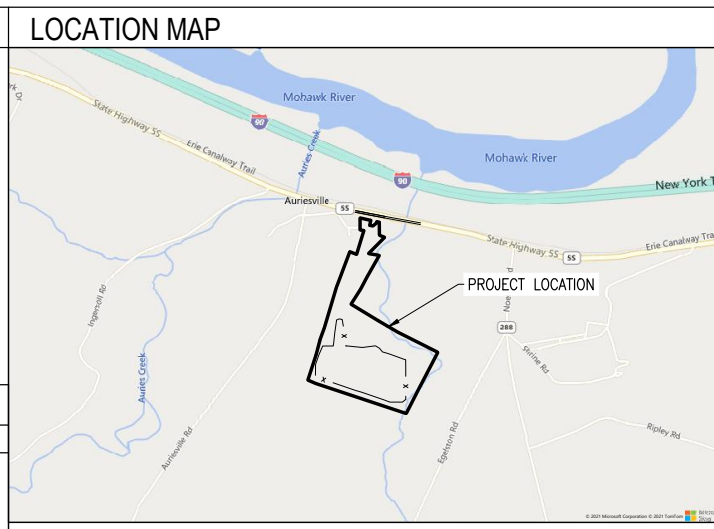 LOCATION MAP
Mohawk River
90
State Highway 5S
Erie Canalway Trail
Auries Creek
Mohawk River
90
New York T
Auriesville
5S
State Highway 5S
5S
Erie Canalway Tra
PROJECT LOCATION
Ingersoll Rd
288
Shrine Rd
Auries Creek
Auriesville Rd
Egelston Rd
Ripley Rd
© 2021 Microsoft Corporation © 2021 TomTom